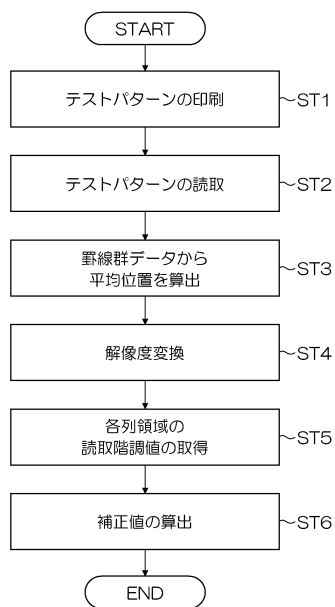 START
テストパターンの印刷
～ST1
テストパターンの読取
～ST2
罫線群データから
平均位置を算出
～ST3
解像度変換
～ST4
各列領域の
読取階調値の取得
～ST5
補正値の算出
～ST6
END